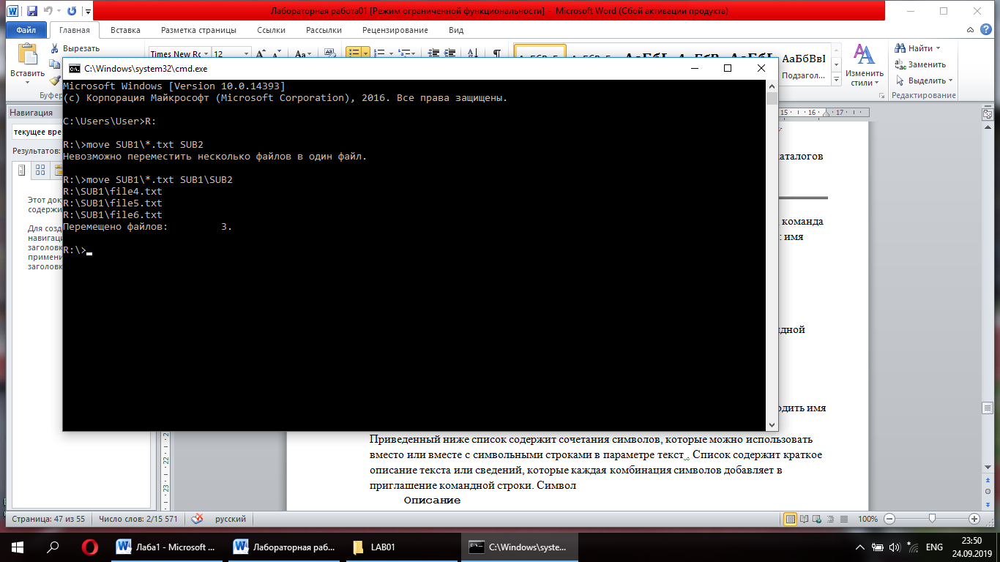 Лабораторная работа01 [Режим ограниченной функциональности] - Microsoft Word (Сбой активации продукта)
Файл Главная Вставка Разметка страницы Ссылки Рассылки Рецензирование Вид
Вырезать
Times New Rc 12
Вставить
АаБбВвІ
Подзагол...
Изменить стили
Найти
Заменить
Выделить
Редактирование
Буфер
C:\Windows\system32\cmd.exe
Microsoft Windows [Version 10.0.14393]
(c) Корпорация Майкрософт (Microsoft Corporation), 2016. Все права защищены.
C:\Users\User>R:
R:\>move SUB1\*.txt SUB2
Невозможно переместить несколько файлов в один файл.
R:\>move SUB1\*.txt SUB1\SUB2
R:\SUB1\file4.txt
R:\SUB1\file5.txt
R:\SUB1\file6.txt
Перемещено файлов: 3.
R:\>
Навигация
текущее вре
Результатов:
Этот док
содержи
Для созд
навигаци
заголовк
примени
заголовк
15 16 17
аталогов
команда
: имя
дной
одить имя
22
23
Приведенный ниже список содержит сочетания символов, которые можно использовать
вместо или вместе с символьными строками в параметре текст . Список содержит краткое
описание текста или сведений, которые каждая комбинация символов добавляет в
приглашение командной строки. Символ
Описание
Страница: 47 из 55 Число слов: 2/15 571 русский 100%
Лаба1 - Microsoft ... Лабораторная раб... LAB01 C:\Windows\syste... ENG
23:50
24.09.2019